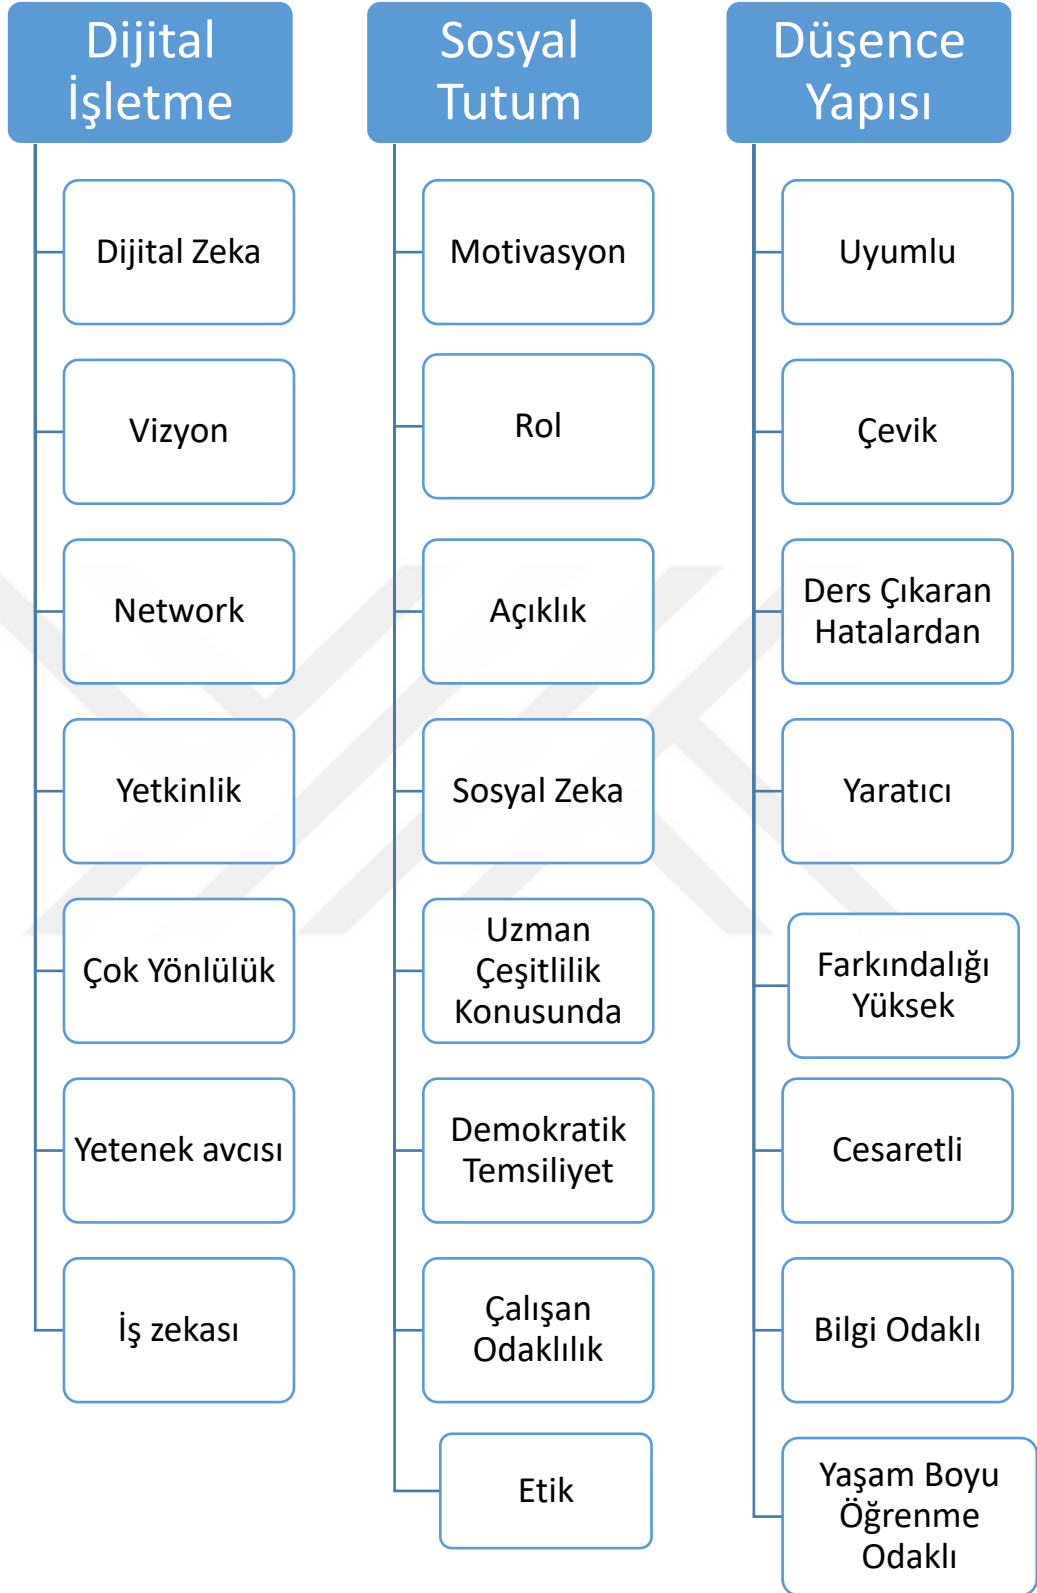 Dijital
İşletme
Dijital Zeka
Vizyon
Network
Yetkinlik
Çok Yönlülük
Yetenek avcısı
İş zekası
Sosyal
Tutum
Motivasyon
Rol
Açıklık
Sosyal Zeka
Uzman
Çeşitlilik
Konusunda
Demokratik
Temsiliyet
Çalışan
Odaklılık
Etik
Düşence
Yapısı
Uyumlu
Çevik
Ders Çıkaran
Hatalardan
Yaratıcı
Farkındalığı
Yüksek
Cesaretli
Bilgi Odaklı
Yaşam Boyu
Öğrenme
Odaklı